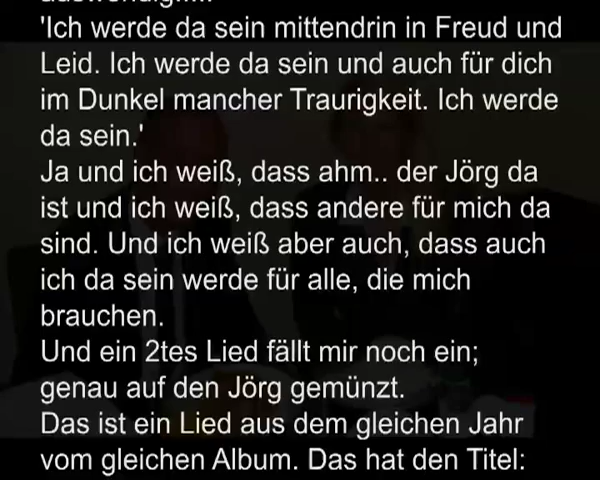 'Ich werde da sein mittendrin in Freud und
Leid. Ich werde da sein und auch für dich
im Dunkel mancher Traurigkeit. Ich werde
da sein.'
Ja und ich weiß, dass ahm.. der Jörg da
ist und ich weiß, dass andere für mich da
sind. Und ich weiß aber auch, dass auch
ich da sein werde für alle, die mich
brauchen.
Und ein 2tes Lied fällt mir noch ein;
genau auf den Jörg gemünzt.
Das ist ein Lied aus dem gleichen Jahr
vom gleichen Album. Das hat den Titel: